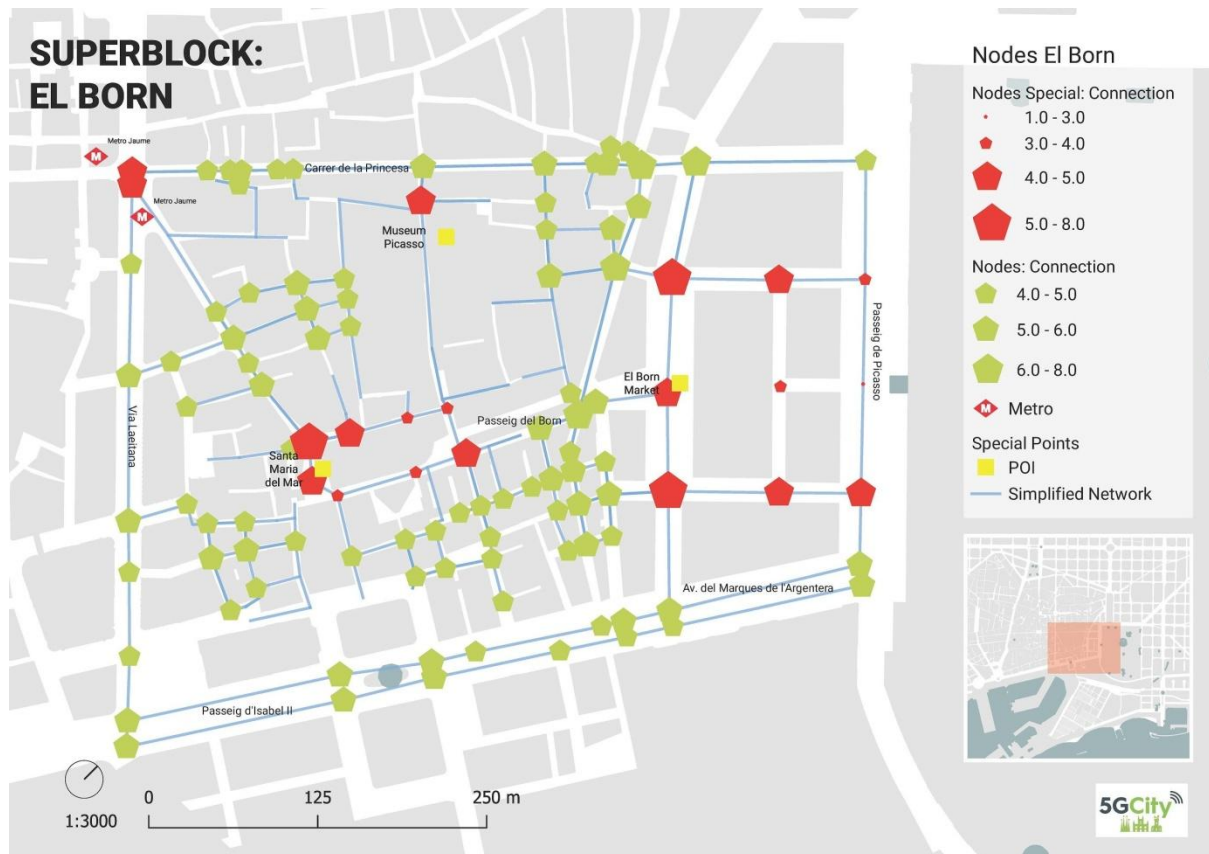 SUPERBLOCK:
EL BORN
Metro Jaume
M
Metro Jaume
M
Carrer de la Princesa
Museum
Picasso
Passeig de Picasso
El Born
Market
Via Laeitana
Passeig del Born
Santa
Maria
del Mar
Av. del Marques de l'Argentera
Passeig d'Isabel II
1:3000
0
125
250 m
Nodes El Born
Nodes Special: Connection
1.0 - 3.0
3.0 - 4.0
4.0 - 5.0
5.0 - 8.0
Nodes: Connection
4.0 - 5.0
5.0 - 6.0
6.0 - 8.0
M
Metro
Special Points
POI
Simplified Network
5GCity